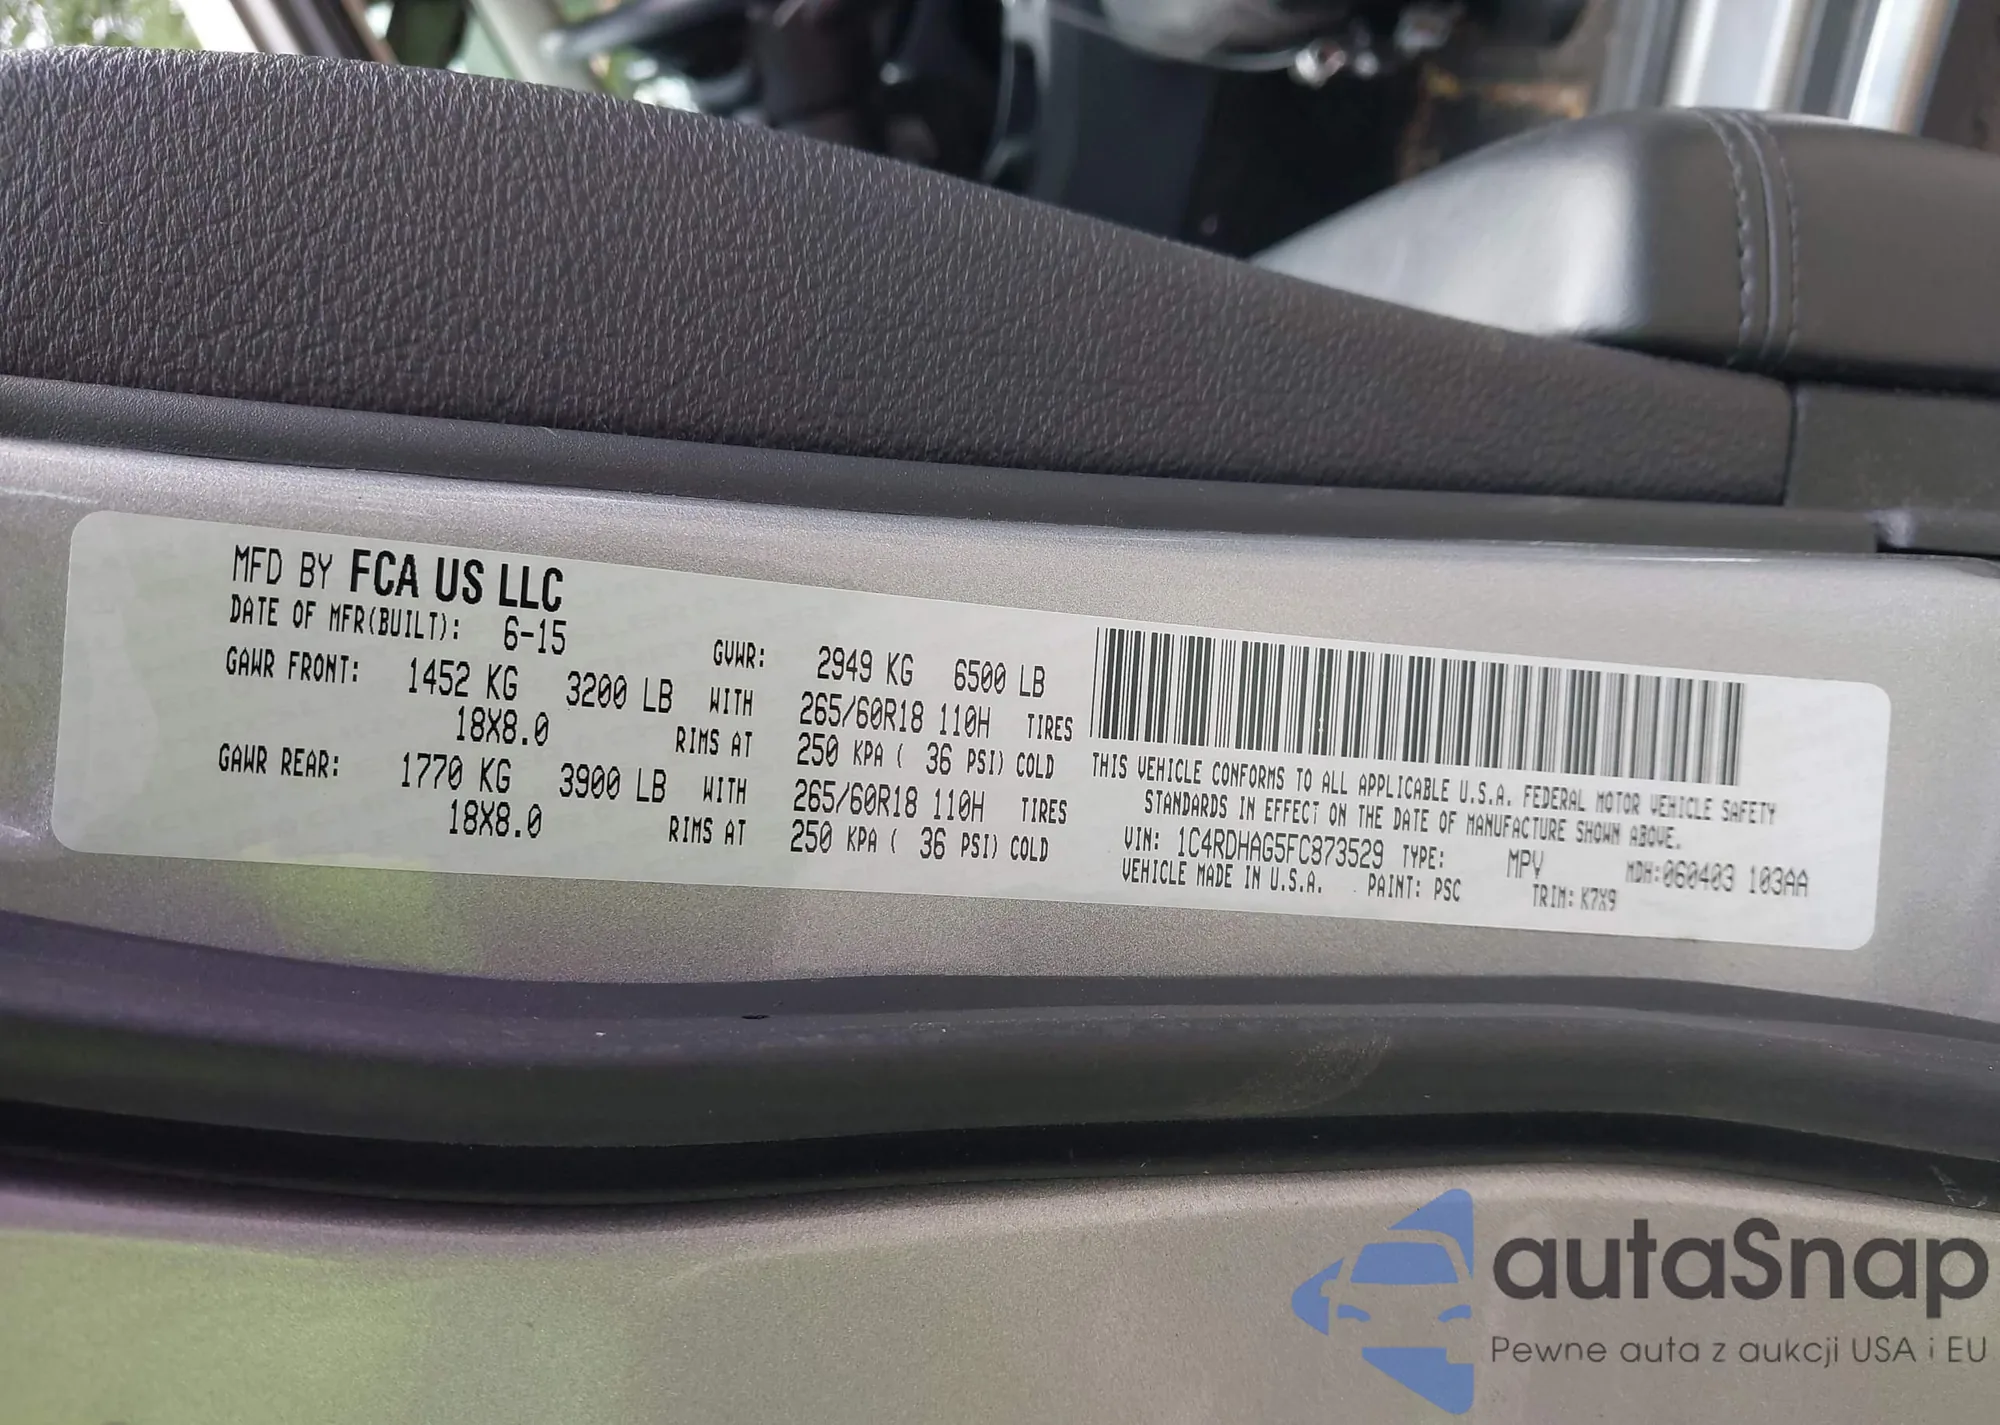 MFD BY FCA US LLC
DATE OF MFR(BUILT): 6-15 GVWR: 2949 KG 6500 LB
GAWR FRONT: 1452 KG 3200 LB WITH 265/60R18 110H TIRES
18X8.0 RIMS AT 250 KPA ( 36 PSI) COLD
GAWR REAR: 1770 KG 3900 LB WITH 265/60R18 110H TIRES
18X8.0 RIMS AT 250 KPA ( 36 PSI) COLD
THIS VEHICLE CONFORMS TO ALL APPLICABLE U.S.A. FEDERAL MOTOR VEHICLE SAFETY
STANDARDS IN EFFECT ON THE DATE OF MANUFACTURE SHOWN ABOVE.
VIN: 1C4RDHAG5FC873529 TYPE: MPV MDH:060403 103AA
VEHICLE MADE IN U.S.A. PAINT: PSC TRIM: K7X9
autaSnap
Pewne auta z aukcji USA i EU